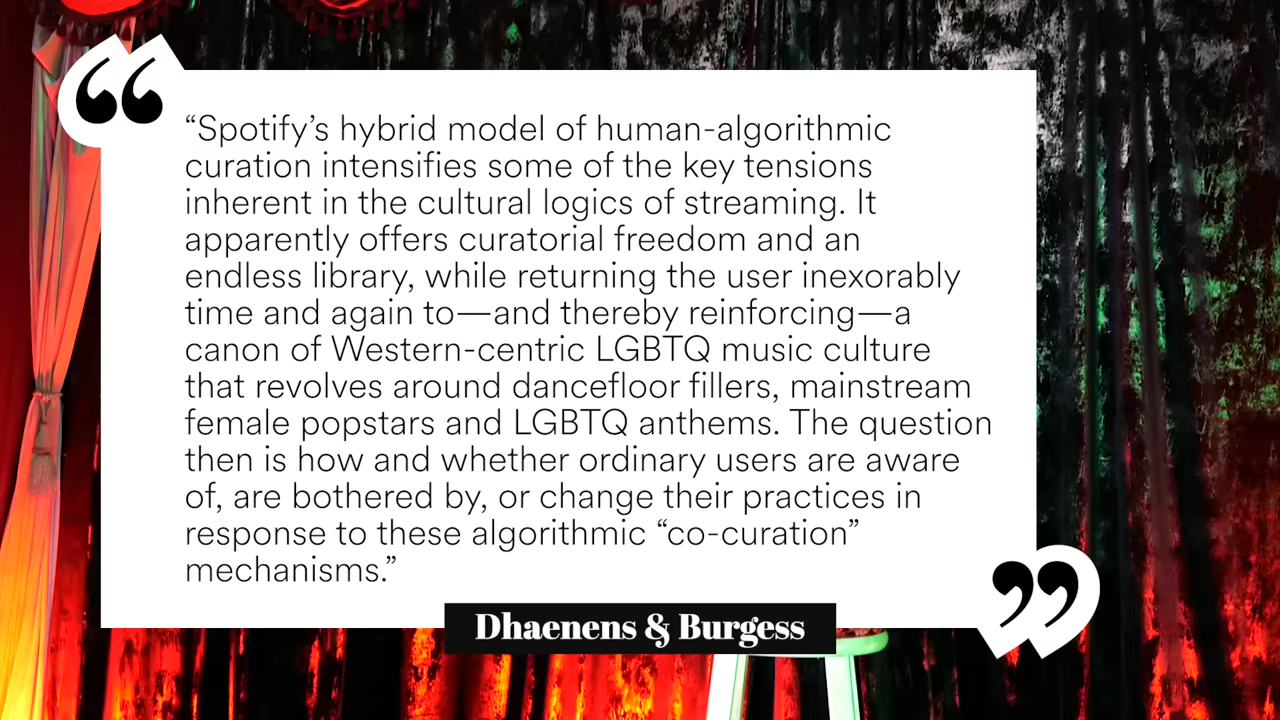 “Spotify’s hybrid model of human-algorithmic
curation intensifies some of the key tensions
inherent in the cultural logics of streaming. It
apparently offers curatorial freedom and an
endless library, while returning the user inexorably
time and again to—and thereby reinforcing—a
canon of Western-centric LGBTQ music culture
that revolves around dancefloor fillers, mainstream
female popstars and LGBTQ anthems. The question
then is how and whether ordinary users are aware
of, are bothered by, or change their practices in
response to these algorithmic “co-curation”
mechanisms.”
Dhaenens & Burgess